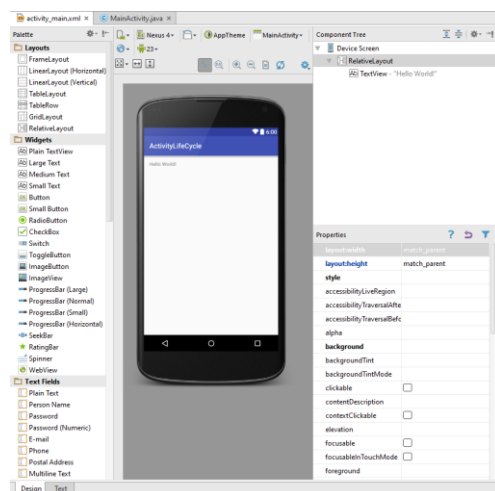 activity_main.xml × MainActivity.java ×
Palette
Nexus 4 AppTheme MainActivity
23
Component Tree
Layouts
FrameLayout
LinearLayout (Horizontal)
LinearLayout (Vertical)
TableLayout
TableRow
GridLayout
RelativeLayout
Widgets
Plain TextView
Large Text
Medium Text
Small Text
Button
Small Button
RadioButton
CheckBox
Switch
ToggleButton
ImageButton
ImageView
ProgressBar (Large)
ProgressBar (Normal)
ProgressBar (Small)
ProgressBar (Horizontal)
SeekBar
RatingBar
Spinner
WebView
Text Fields
Plain Text
Person Name
Password
Password (Numeric)
E-mail
Phone
Postal Address
Multiline Text
6:00
ActivityLifeCycle
Hello World!
Device Screen
RelativeLayout
Ab TextView - "Hello World!"
Properties ?
layout:width match_parent
layout:height match_parent
style
accessibilityLiveRegion
accessibilityTraversalAfte
accessibilityTraversalBefo
alpha
background
backgroundTint
backgroundTintMode
clickable
contentDescription
contextClickable
elevation
focusable
focusableInTouchMode
foreground
Design Text